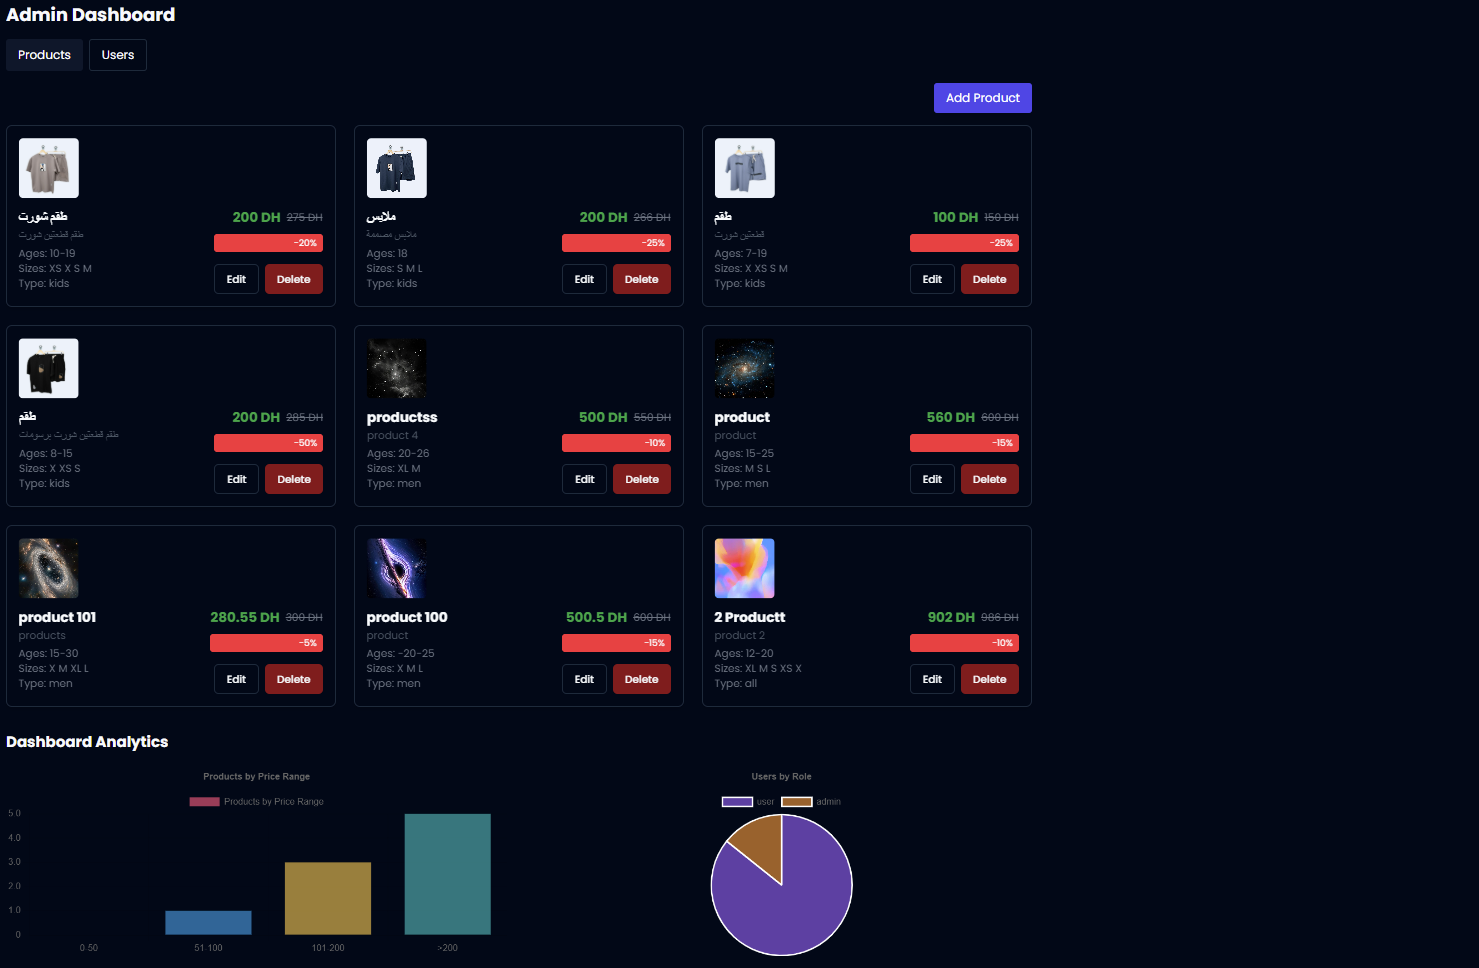 Admin Dashboard
Products
Users
Add Product
طقم شورت
200 DH 275 DH
طقم قطعتين شورت
-20%
Ages: 10-19
Sizes: XS X S M
Type: kids
Edit
Delete
ملابس
200 DH 266 DH
ملابس مصممة
-25%
Ages: 18
Sizes: S M L
Type: kids
Edit
Delete
طقم
100 DH 150 DH
قطعتين شورت
-25%
Ages: 7-19
Sizes: X XS S M
Type: kids
Edit
Delete
طقم
200 DH 285 DH
طقم قطعتين شورت برسومات
-50%
Ages: 8-15
Sizes: X XS S
Type: kids
Edit
Delete
productss
500 DH 550 DH
product 4
-10%
Ages: 20-26
Sizes: XL M
Type: men
Edit
Delete
product
560 DH 600 DH
product
-15%
Ages: 15-25
Sizes: M S L
Type: men
Edit
Delete
product 101
280.55 DH 300 DH
products
-5%
Ages: 15-30
Sizes: X M XL L
Type: men
Edit
Delete
product 100
500.5 DH 600 DH
product
-15%
Ages: -20-25
Sizes: X M L
Type: men
Edit
Delete
2 Productt
902 DH 986 DH
product 2
-10%
Ages: 12-20
Sizes: XL M S XS X
Type: all
Edit
Delete
Dashboard Analytics
Products by Price Range
Products by Price Range
5.0
4.0
3.0
2.0
1.0
0
0-50
51-100
101-200
>200
Users by Role
user
admin